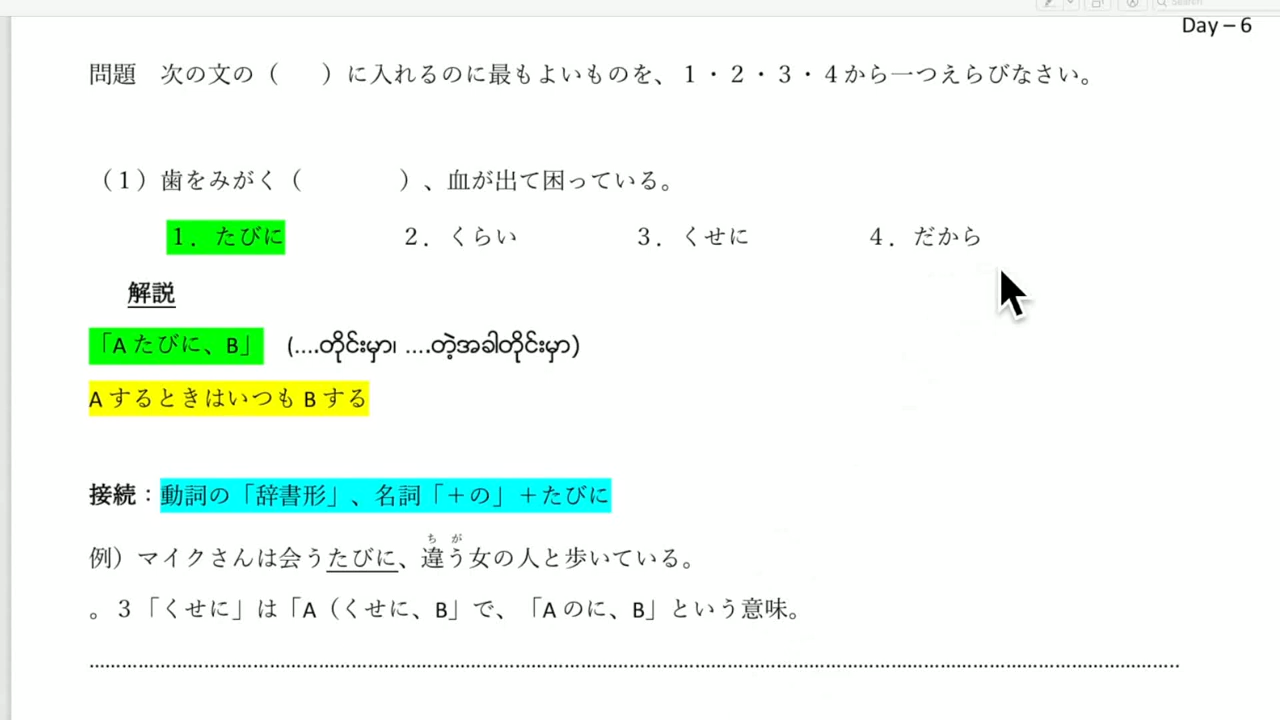 Search
Day – 6
問題　次の文の（　）に入れるのに最もよいものを、１・２・３・４から一つえらびなさい。
（１）歯をみがく（　　　　）、血が出て困っている。
１．たびに　２．くらい　３．くせに　４．だから
解説
「A たびに、B」 (....တိုင်းမှာ၊ ....တဲ့အခါတိုင်းမှာ)
A するときはいつも B する
接続：動詞の「辞書形」、名詞「＋の」＋たびに
ち が
例）マイクさんは会うたびに、違う女の人と歩いている。
。３「くせに」は「A（くせに、B」で、「A のに、B」という意味。